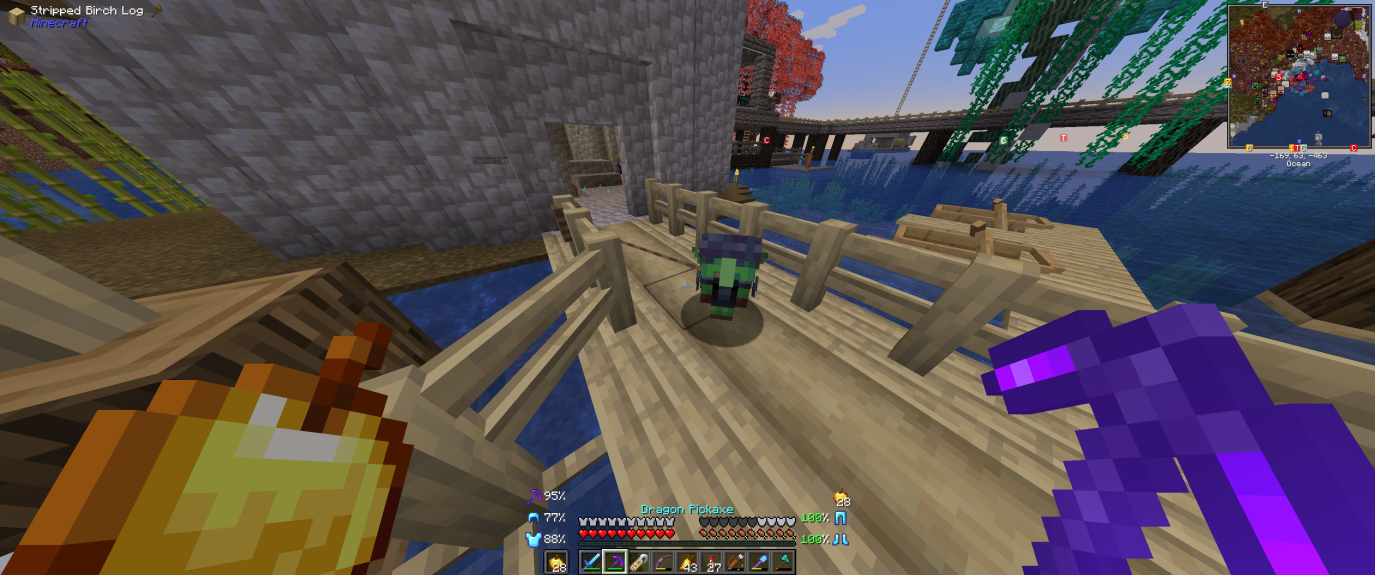 Stripped Birch Log
Minecraft
C
T
-169, 63, -463
Ocean
95%
77%
88%
Dragon Pickaxe
28
100%
100%
28
43
27